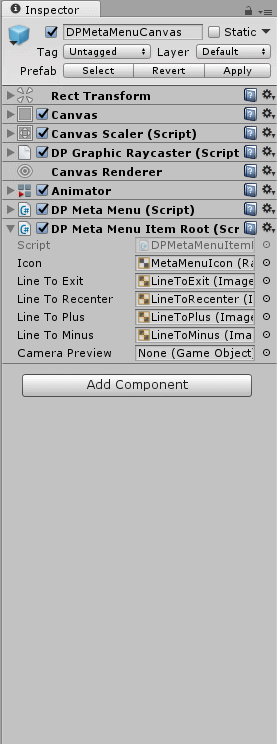 Inspector
DPMetaMenuCanvas Static
Tag Untagged Layer Default
Prefab Select Revert Apply
Rect Transform
Canvas
Canvas Scaler (Script)
DP Graphic Raycaster (Script
Canvas Renderer
Animator
DP Meta Menu (Script)
DP Meta Menu Item Root (Scr
Script DPMetaMenuItemI
Icon MetaMenuIcon (Ra
Line To Exit LineToExit (Image
Line To Recenter LineToRecenter (I
Line To Plus LineToPlus (Image
Line To Minus LineToMinus (Ima
Camera Preview None (Game Object)
Add Component